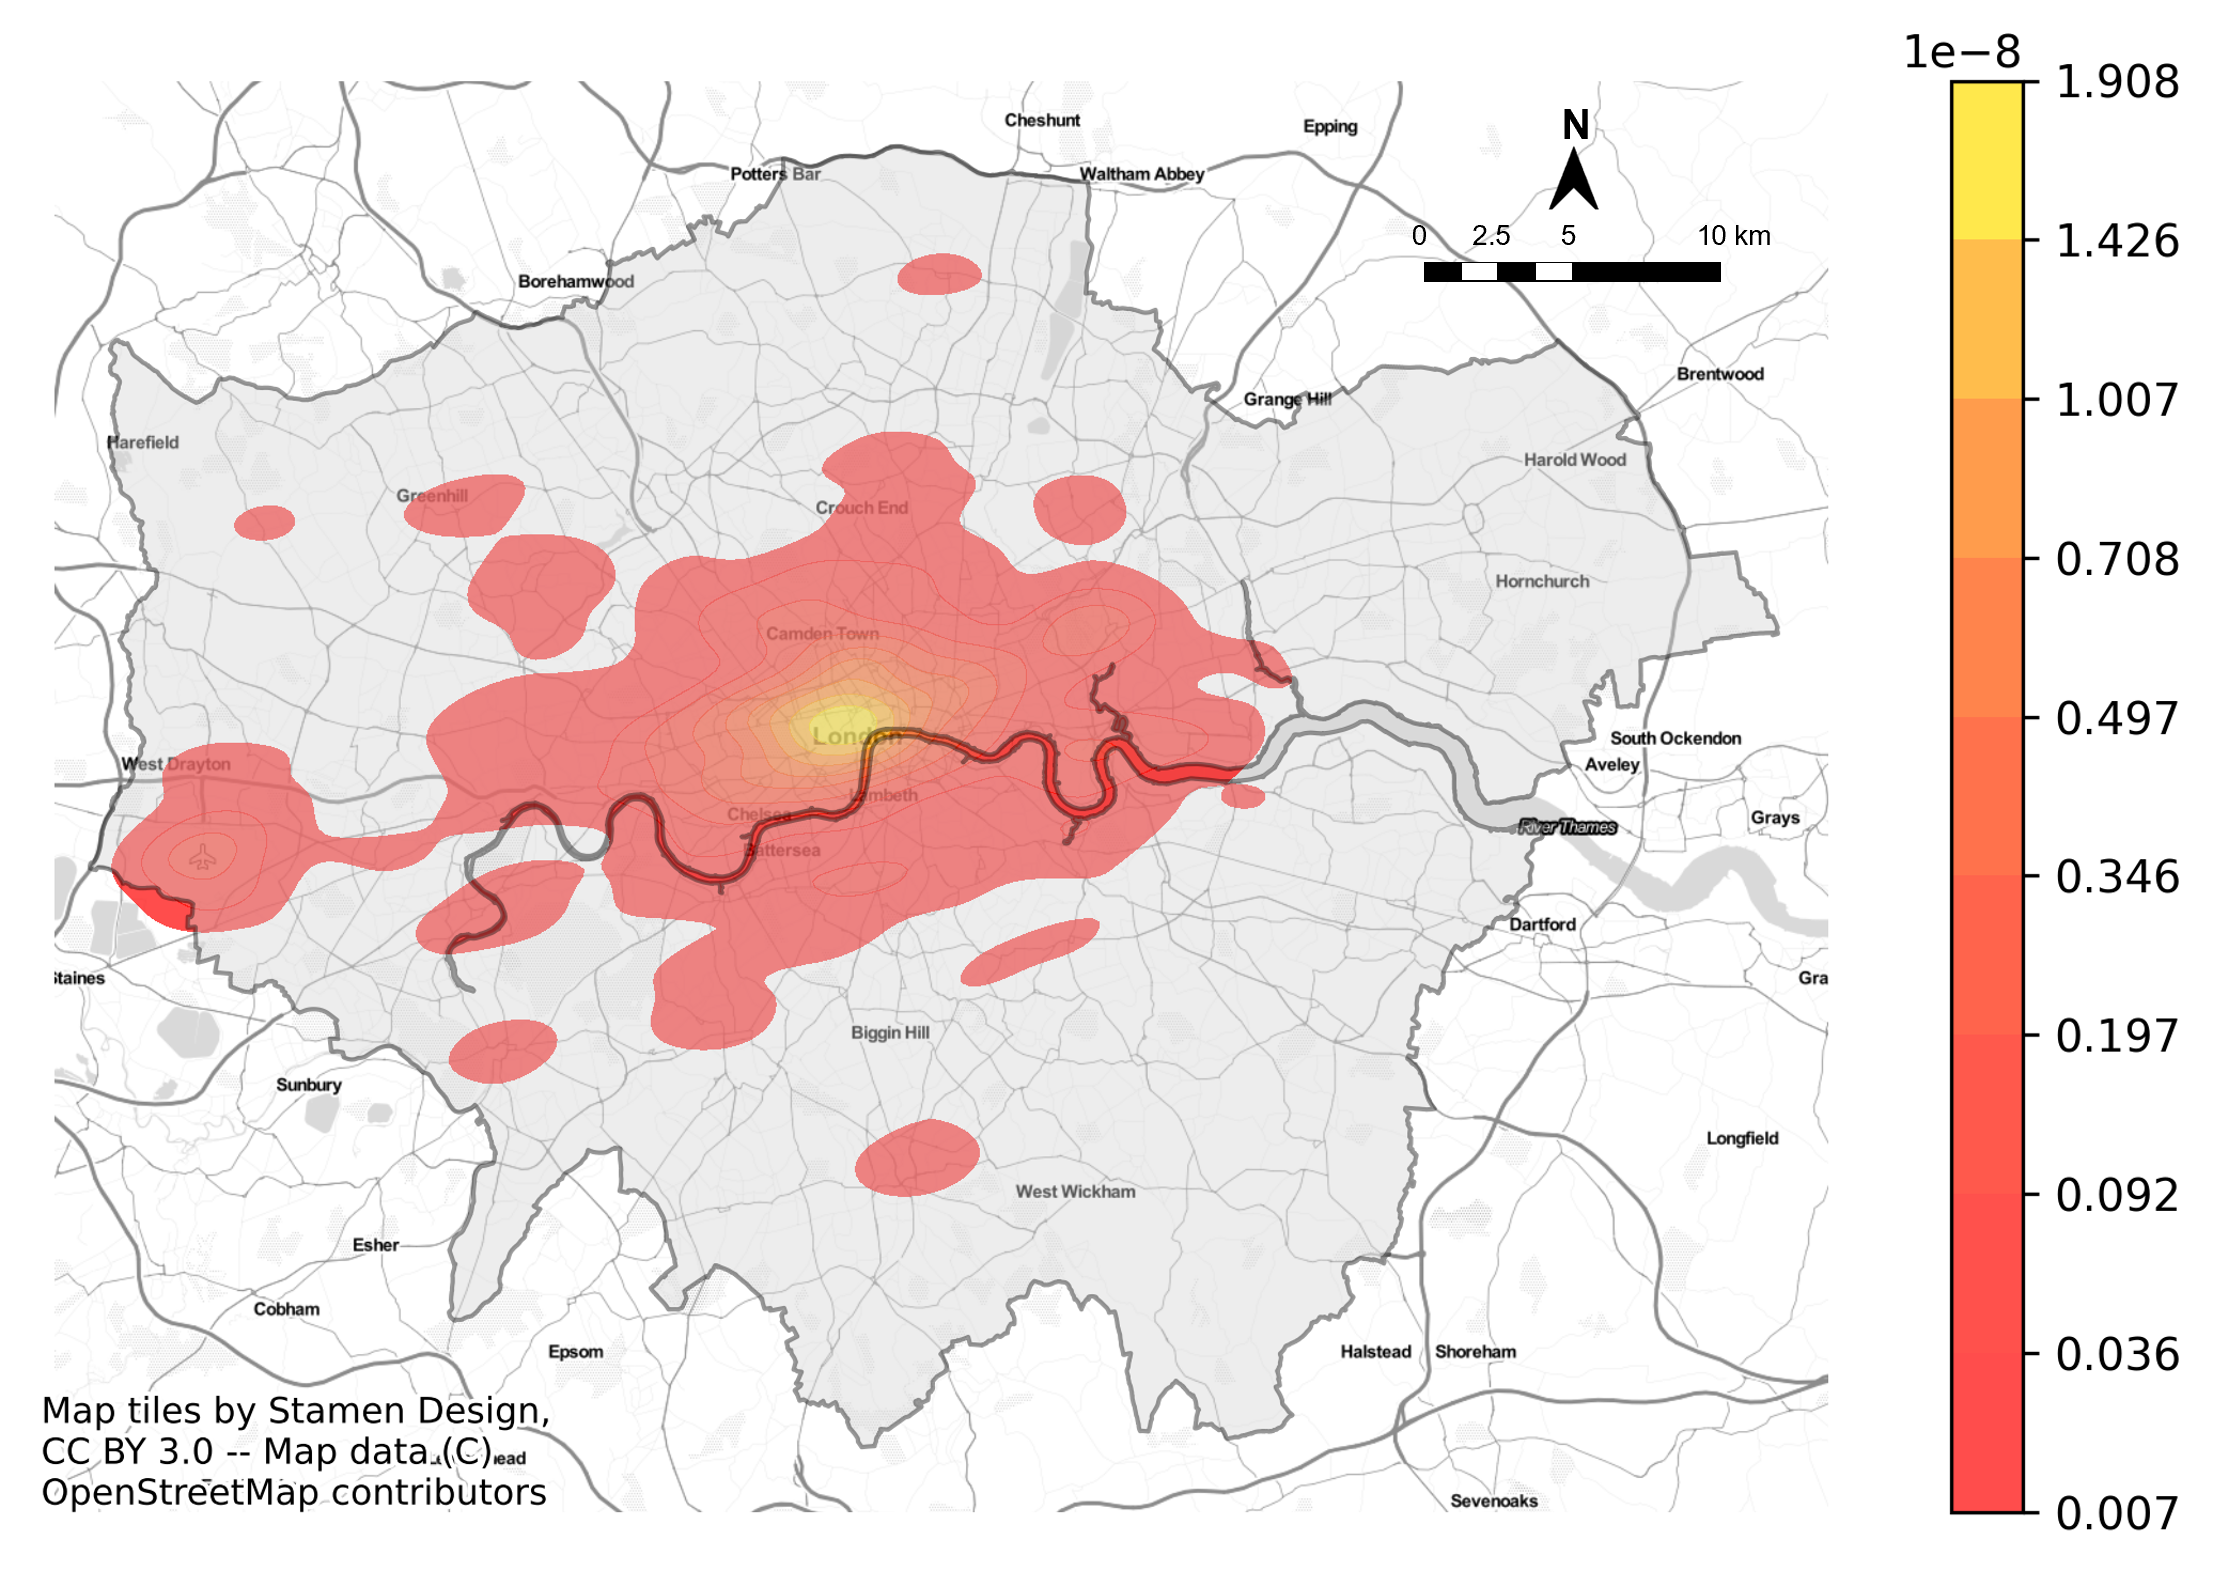 1e−8
1.908
1.426
1.007
0.708
0.497
0.346
0.197
0.092
0.036
0.007
N
0 2.5 5 10 km
Cheshunt
Epping
Potters Bar
Waltham Abbey
Borehamwood
Brentwood
Grange Hill
Harefield
Harold Wood
Greenhill
Crouch End
Hornchurch
Camden Town
London
South Ockendon
West Drayton
Aveley
Lambeth
Chelsea
Grays
River Thames
Battersea
Dartford
Staines
Gra
Biggin Hill
Sunbury
Longfield
West Wickham
Esher
Cobham
Epsom
Halstead
Shoreham
Map tiles by Stamen Design,
CC BY 3.0 -- Map data (C)
OpenStreetMap contributors
Sevenoaks